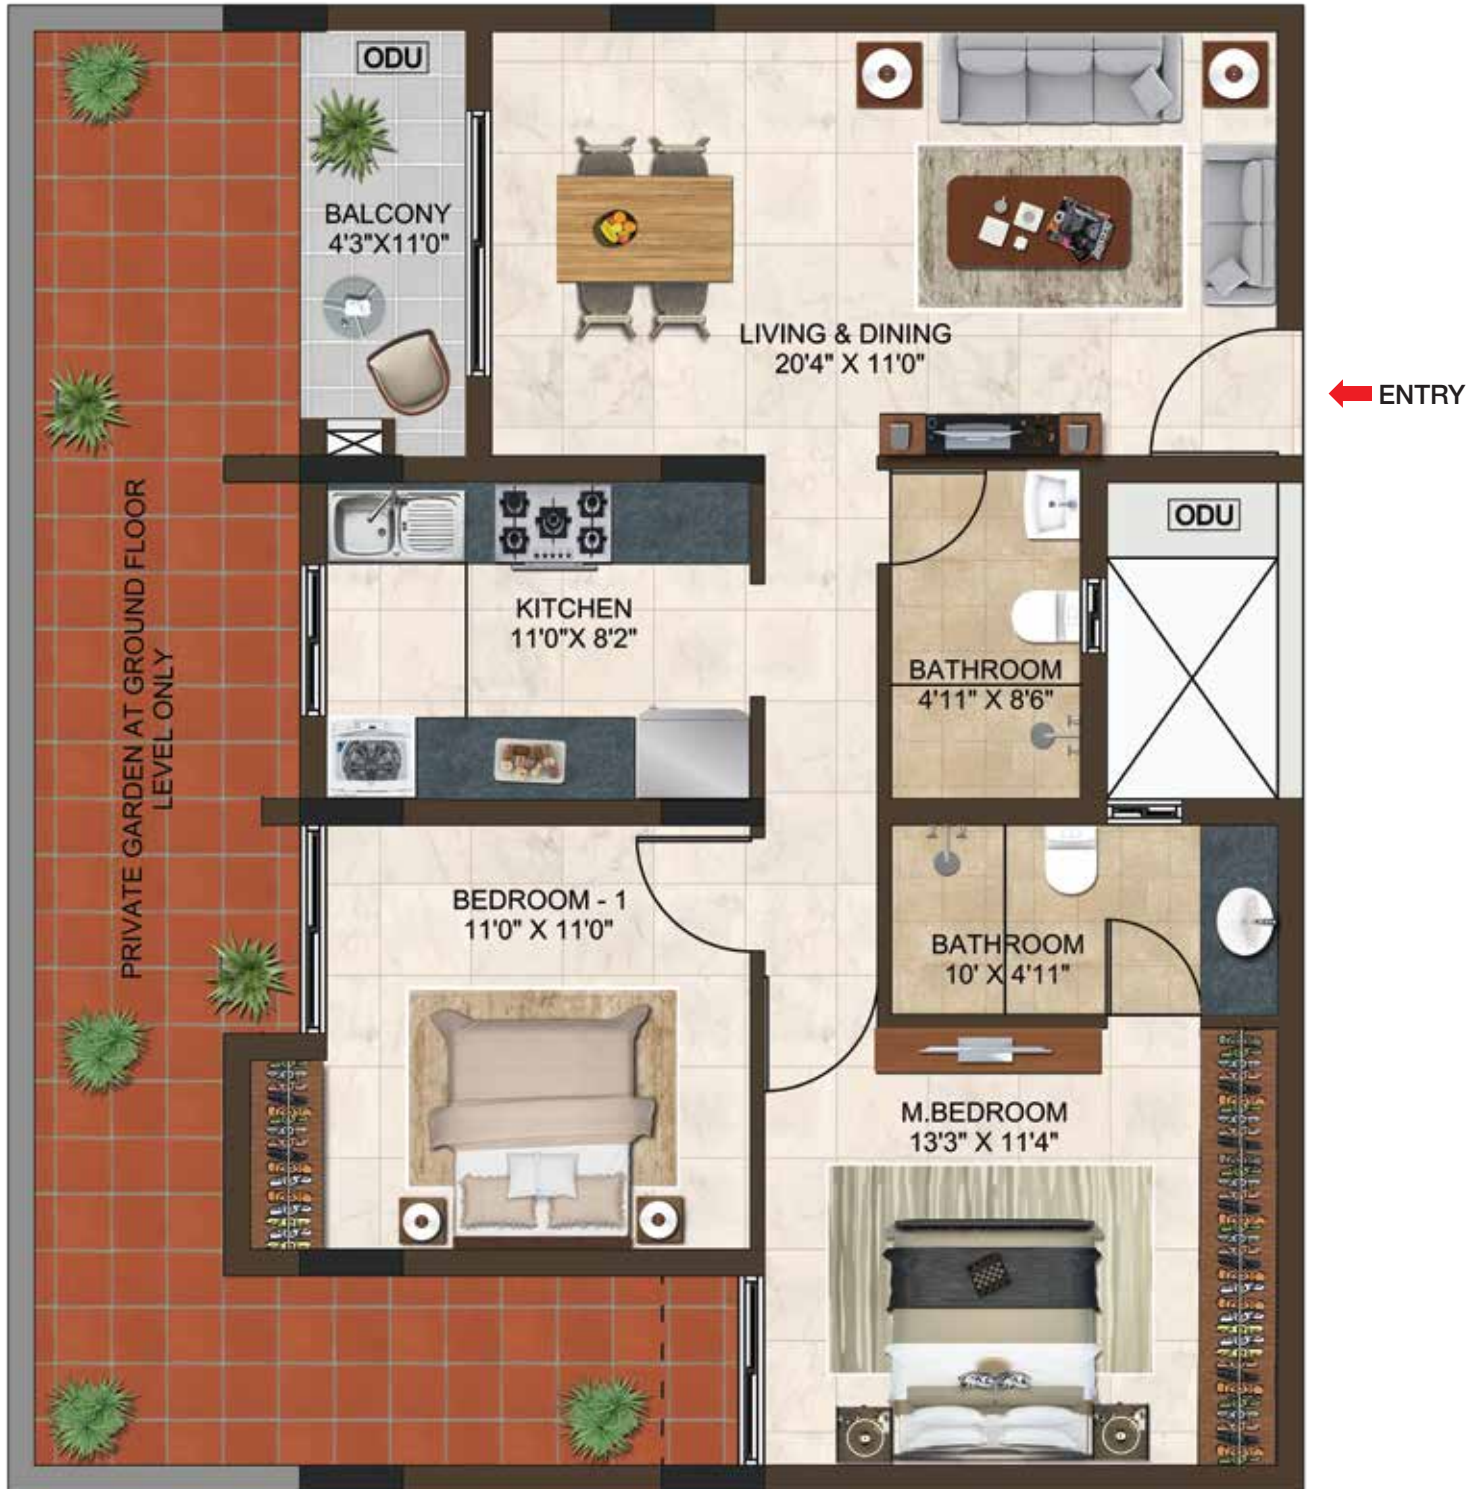 ODU
BALCONY
4'3"X11'0"
LIVING & DINING
20'4" X 11'0"
ENTRY
ODU
KITCHEN
11'0"X 8'2"
BATHROOM
4'11" X 8'6"
PRIVATE GARDEN AT GROUND FLOOR
LEVEL ONLY
BEDROOM - 1
11'0" X 11'0"
BATHROOM
10' X 4'11"
M.BEDROOM
13'3" X 11'4"